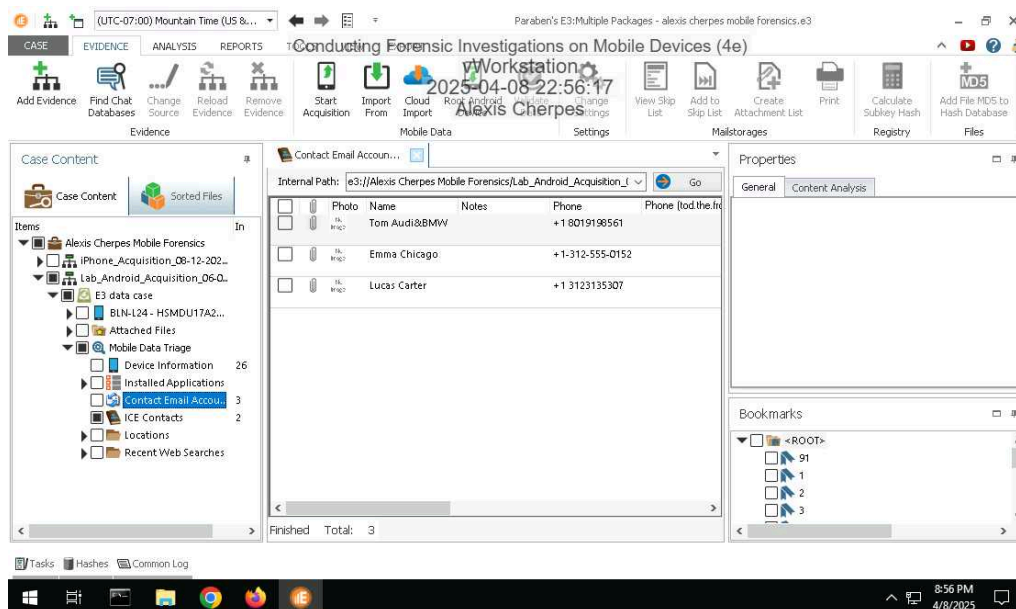 (UTC-07:00) Mountain Time (US &...
Paraben's E3:Multiple Packages - alexis cherpes mobile forensics.e3
CASE EVIDENCE ANALYSIS REPORTS
Conducting Forensic Investigations on Mobile Devices (4e)
vWorkstation
2025-04-08 22:56:17
Alexis Cherpes
Add Evidence
Find Chat Databases
Change Source
Reload Evidence
Remove Evidence
Start Acquisition
Import From
Cloud Import
Root Android
Change Settings
View Skip List
Add to Skip List
Create Attachment List
Print
Calculate Subkey Hash
MD5
Add File MD5 to Hash Database
Evidence
Mobile Data
Settings
Mailstorages
Registry
Files
Case Content
Case Content
Sorted Files
Items In
Alexis Cherpes Mobile Forensics
iPhone_Acquisition_08-12-202...
Lab_Android_Acquisition_06-0...
E3 data case
BLN-L24 - HSMDU17A2...
Attached Files
Mobile Data Triage
Device Information 26
Installed Applications
Contact Email Accou... 3
ICE Contacts 2
Locations
Recent Web Searches
Contact Email Accoun...
Internal Path: e3://Alexis Cherpes Mobile Forensics/Lab_Android_Acquisition_( Go
Photo Name Notes Phone Phone (tod.the.fro
Tom Audi&BMW +1 8019198561
Emma Chicago +1-312-555-0152
Lucas Carter +1 3123135307
Finished Total: 3
Properties
General Content Analysis
Bookmarks
<ROOT>
91
1
2
3
Tasks Hashes Common Log
8:56 PM
4/8/2025